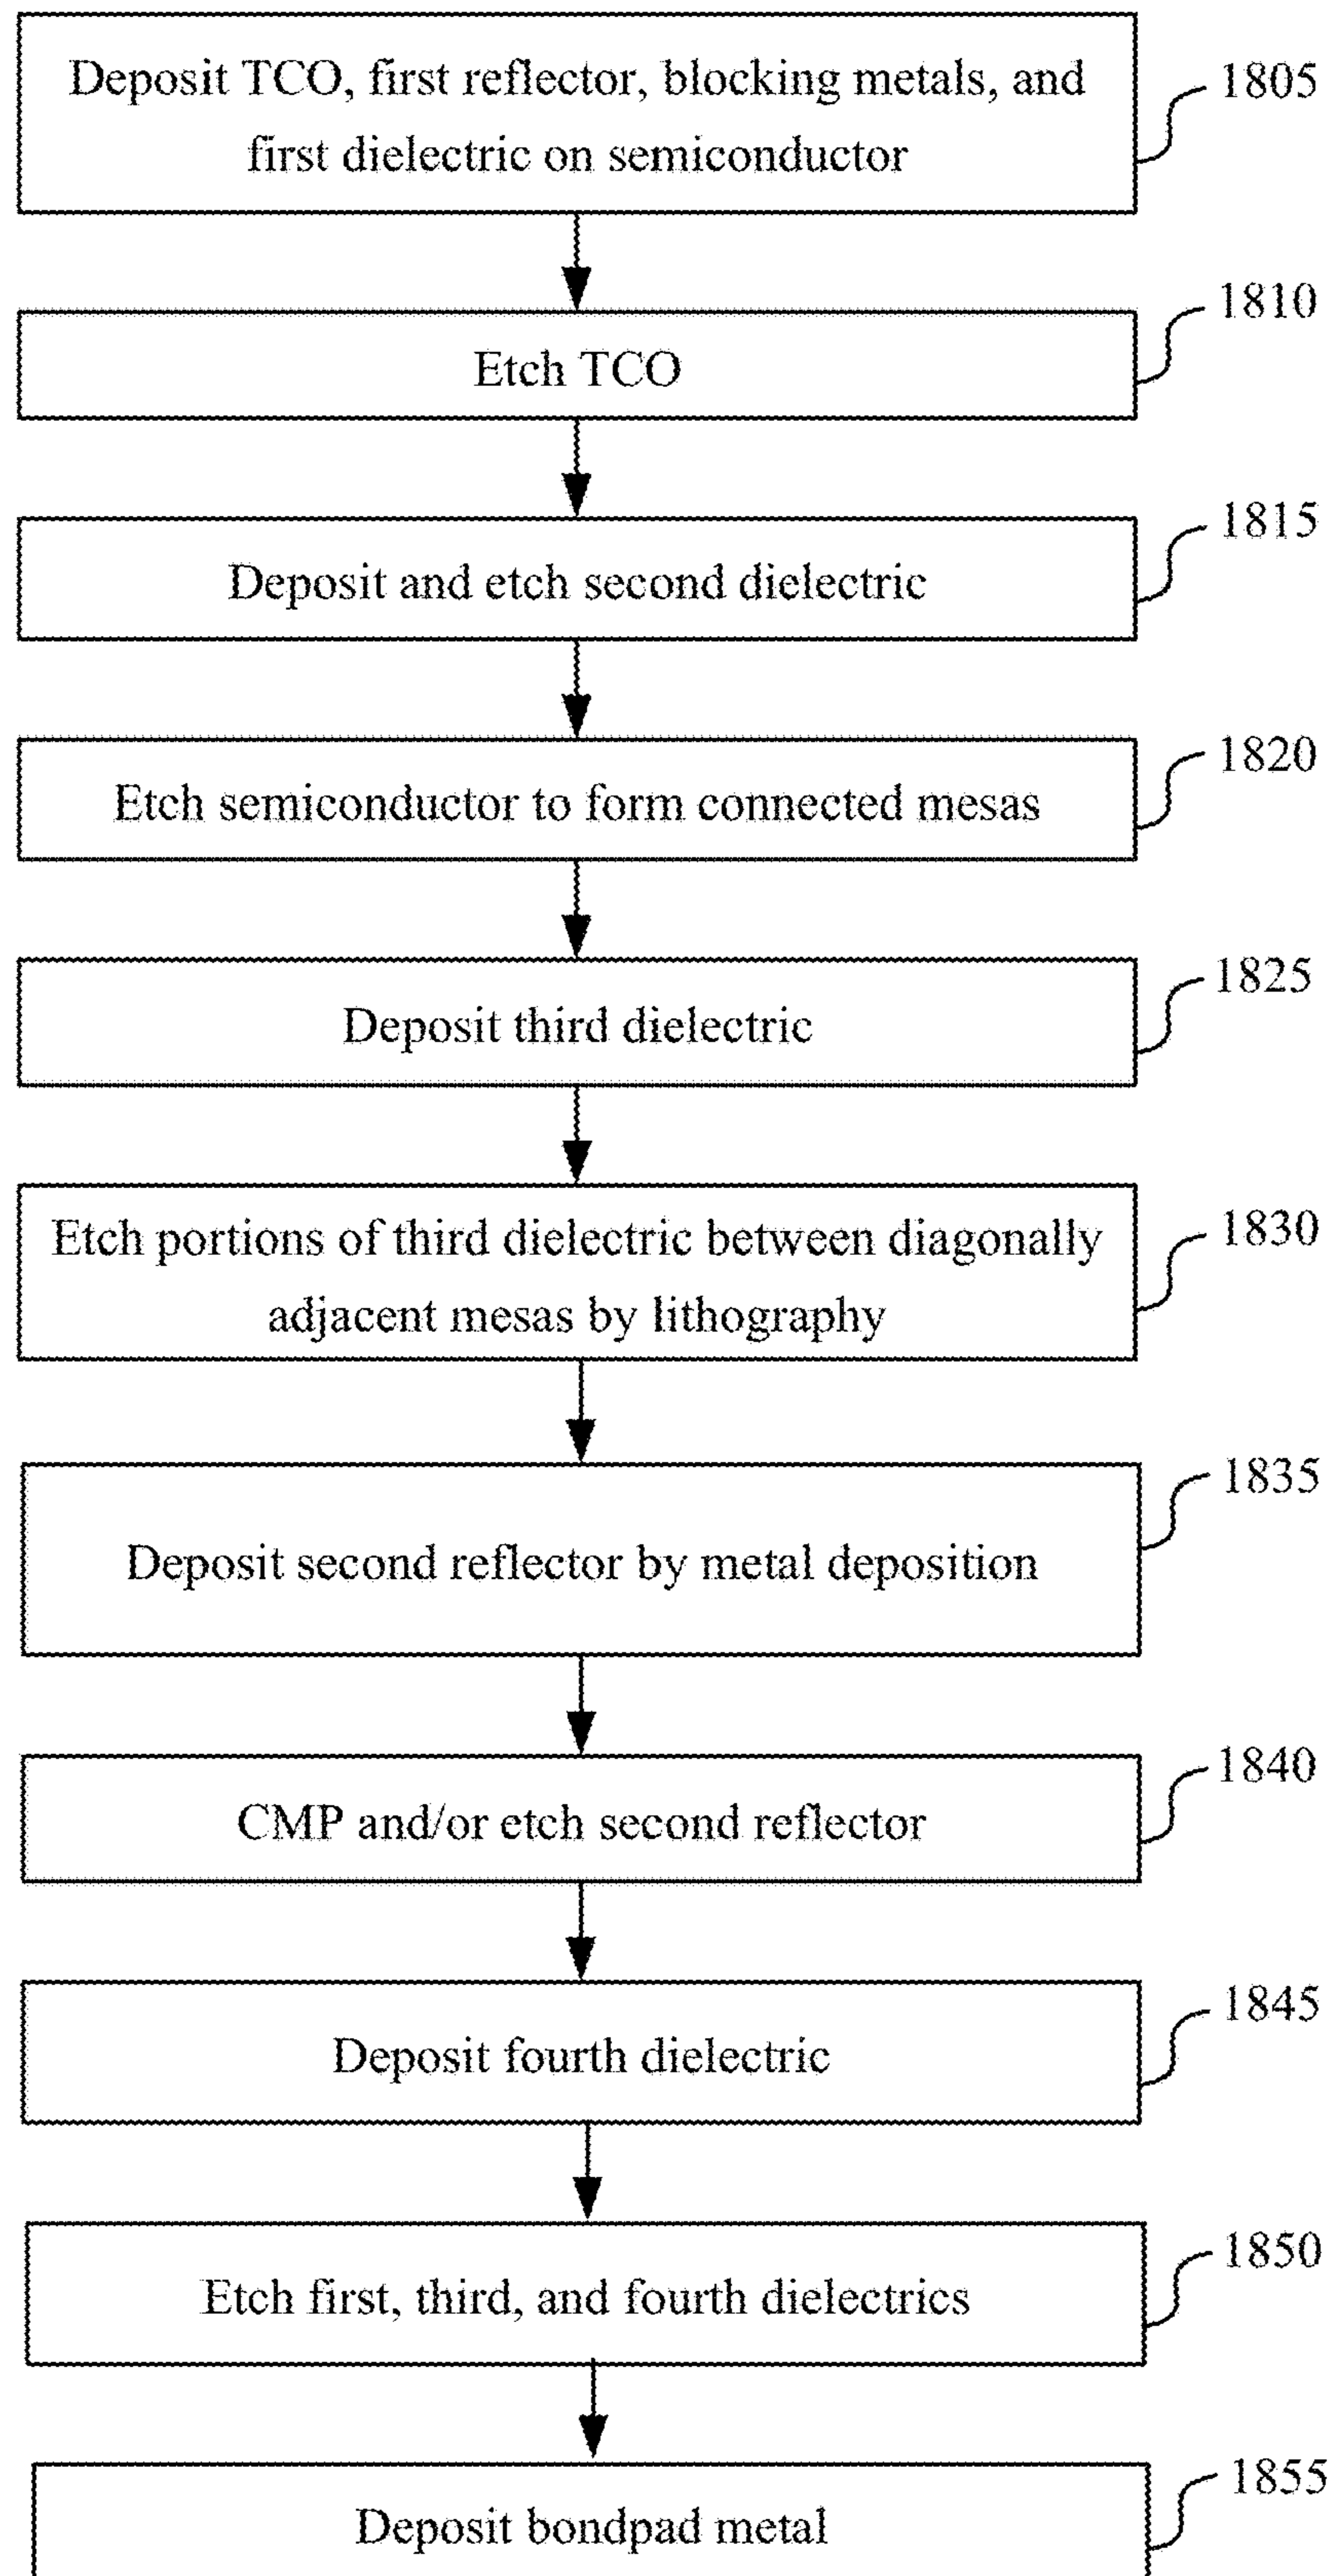 Deposit TCO, first reflector, blocking metals, and
first dielectric on semiconductor
1805
Etch TCO
1810
Deposit and etch second dielectric
1815
Etch semiconductor to form connected mesas
1820
Deposit third dielectric
1825
Etch portions of third dielectric between diagonally
adjacent mesas by lithography
1830
Deposit second reflector by metal deposition
1835
CMP and/or etch second reflector
1840
Deposit fourth dielectric
1845
Etch first, third, and fourth dielectrics
1850
Deposit bondpad metal
1855